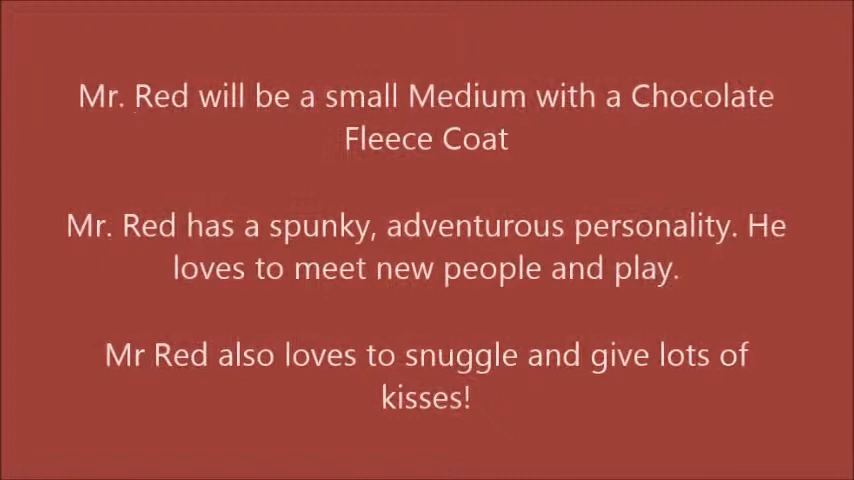 Mr. Red will be a small Medium with a Chocolate
Fleece Coat
Mr. Red has a spunky, adventurous personality. He
loves to meet new people and play.
Mr Red also loves to snuggle and give lots of
kisses!